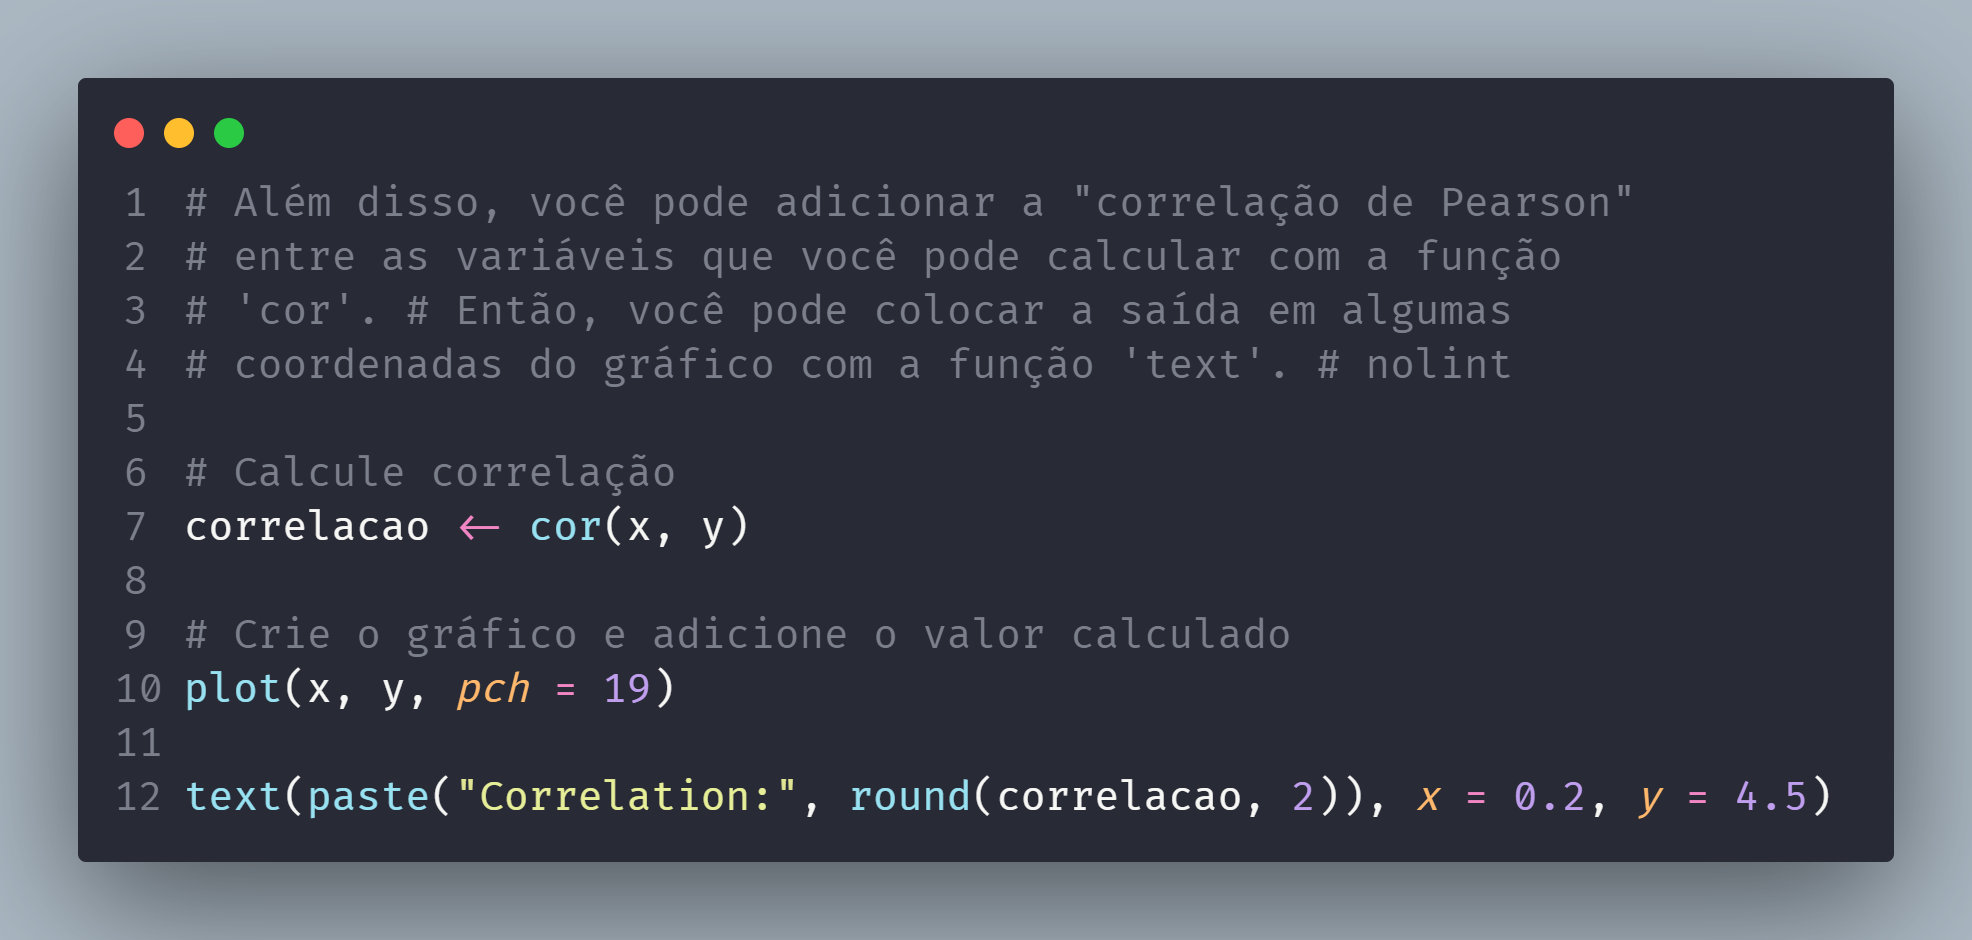 1 # Além disso, você pode adicionar a "correlação de Pearson"
2 # entre as variáveis que você pode calcular com a função
3 # 'cor'. # Então, você pode colocar a saída em algumas
4 # coordenadas do gráfico com a função 'text'. # nolint
5
6 # Calcule correlação
7 correlacao <- cor(x, y)
8
9 # Crie o gráfico e adicione o valor calculado
10 plot(x, y, pch = 19)
11
12 text(paste("Correlation:", round(correlacao, 2)), x = 0.2, y = 4.5)